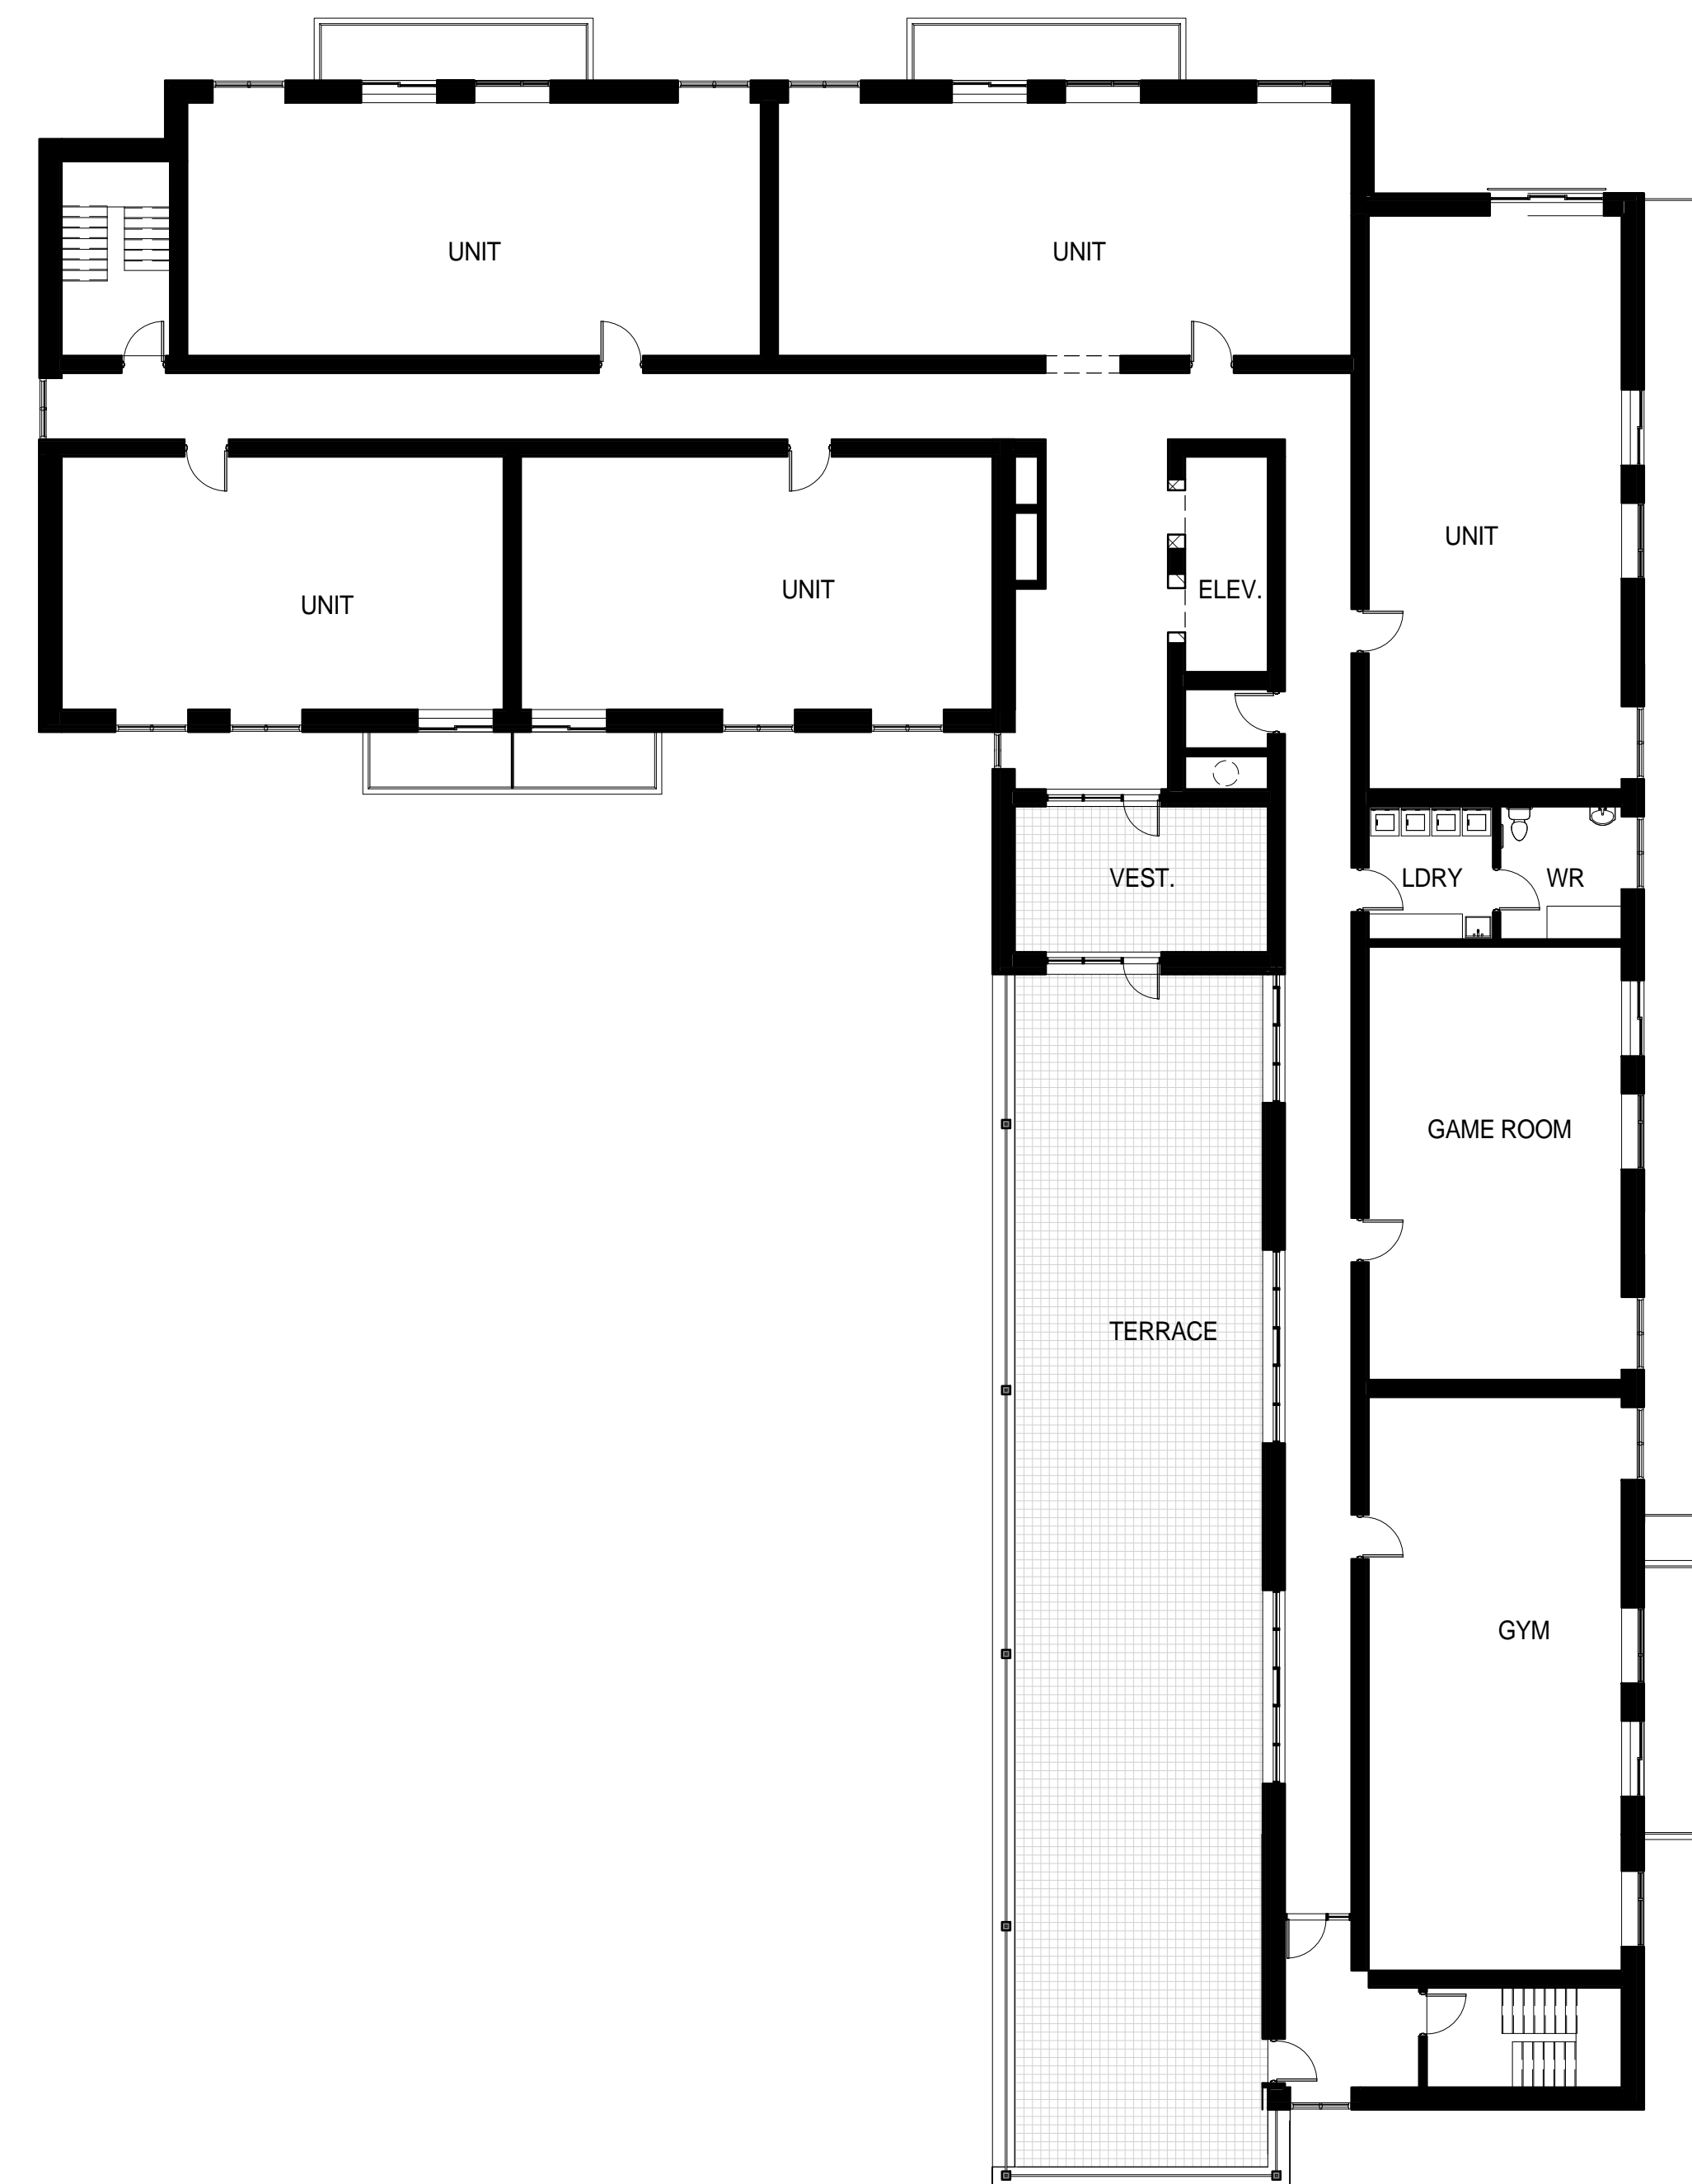 UNIT
UNIT
UNIT
UNIT
UNIT
ELEV.
VEST.
LDRY
WR
GAME ROOM
TERRACE
GYM